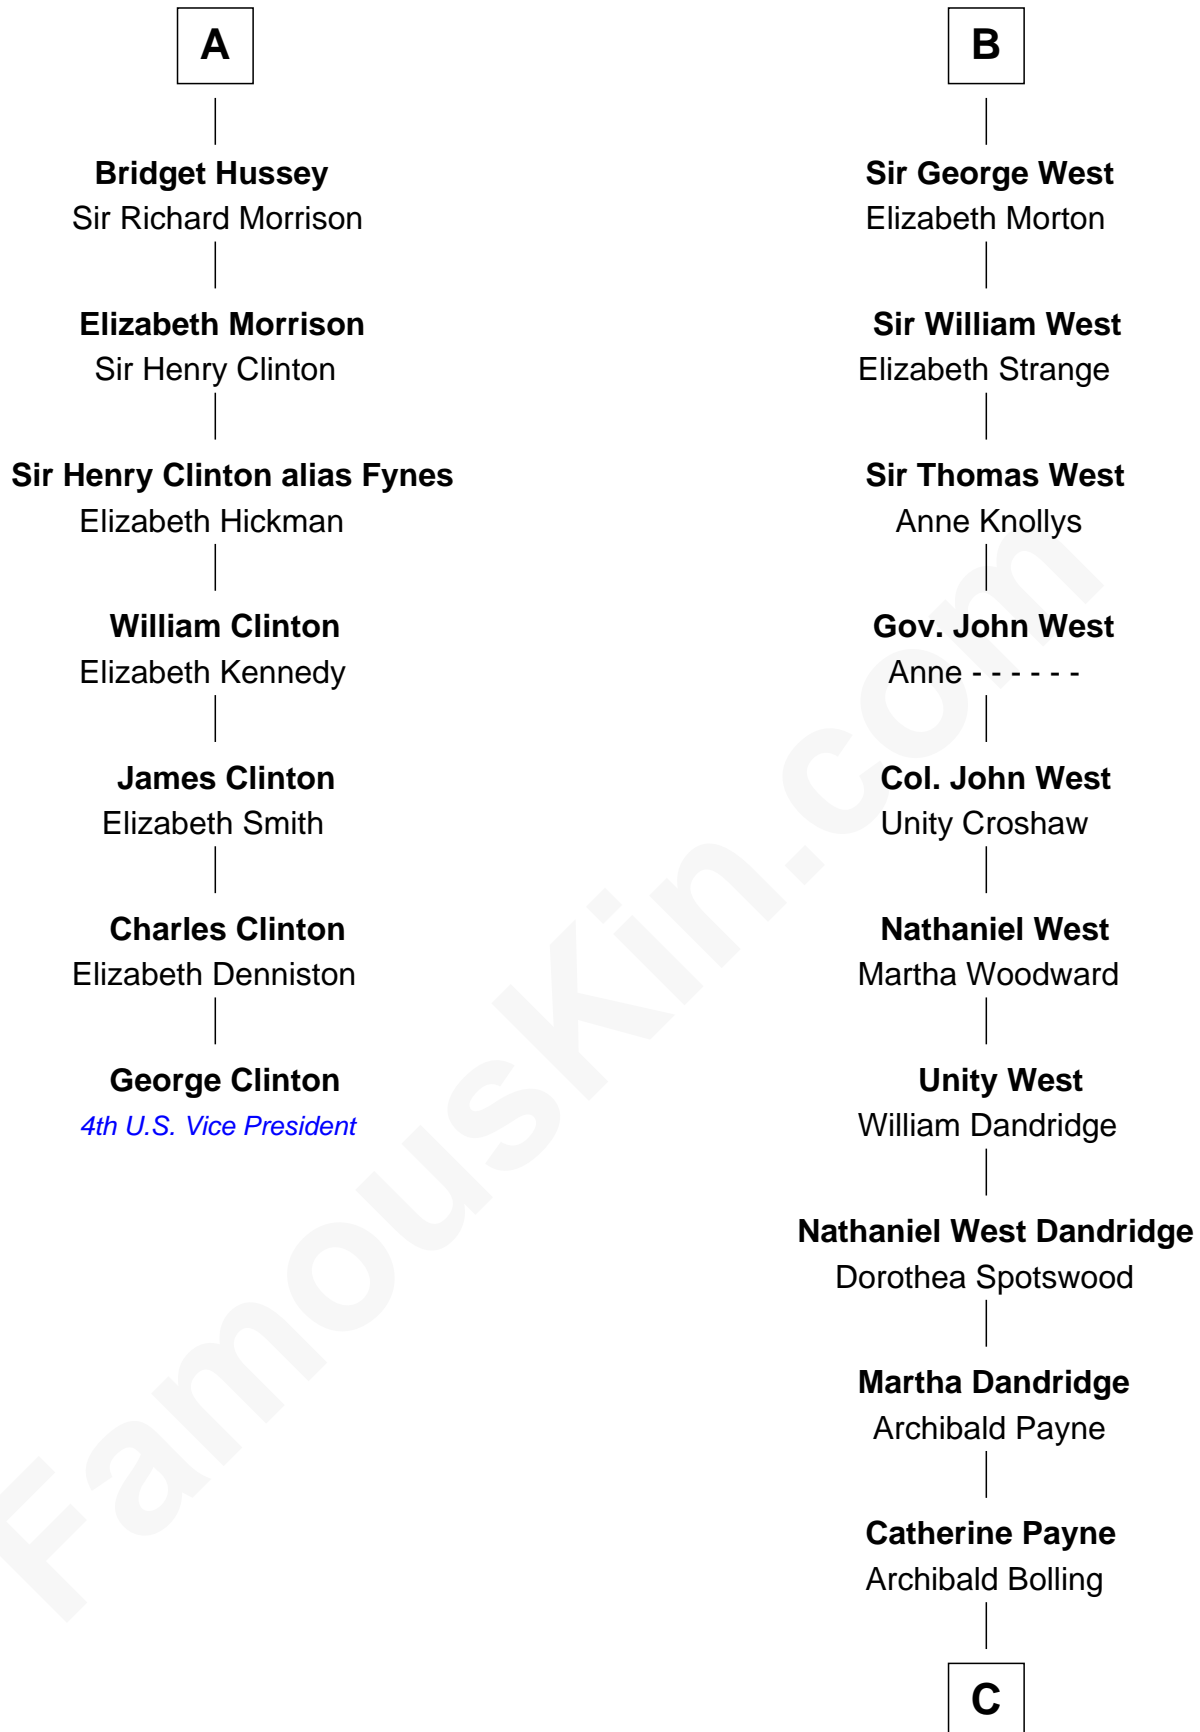 A
Bridget Hussey
Sir Richard Morrison
Elizabeth Morrison
Sir Henry Clinton
Sir Henry Clinton alias Fynes
Elizabeth Hickman
William Clinton
Elizabeth Kennedy
James Clinton
Elizabeth Smith
Charles Clinton
Elizabeth Denniston
George Clinton
4th U.S. Vice President
B
Sir George West
Elizabeth Morton
Sir William West
Elizabeth Strange
Sir Thomas West
Anne Knollys
Gov. John West
Anne - - - - - -
Col. John West
Unity Croshaw
Nathaniel West
Martha Woodward
Unity West
William Dandridge
Nathaniel West Dandridge
Dorothea Spotswood
Martha Dandridge
Archibald Payne
Catherine Payne
Archibald Bolling
C
FamousKin.com